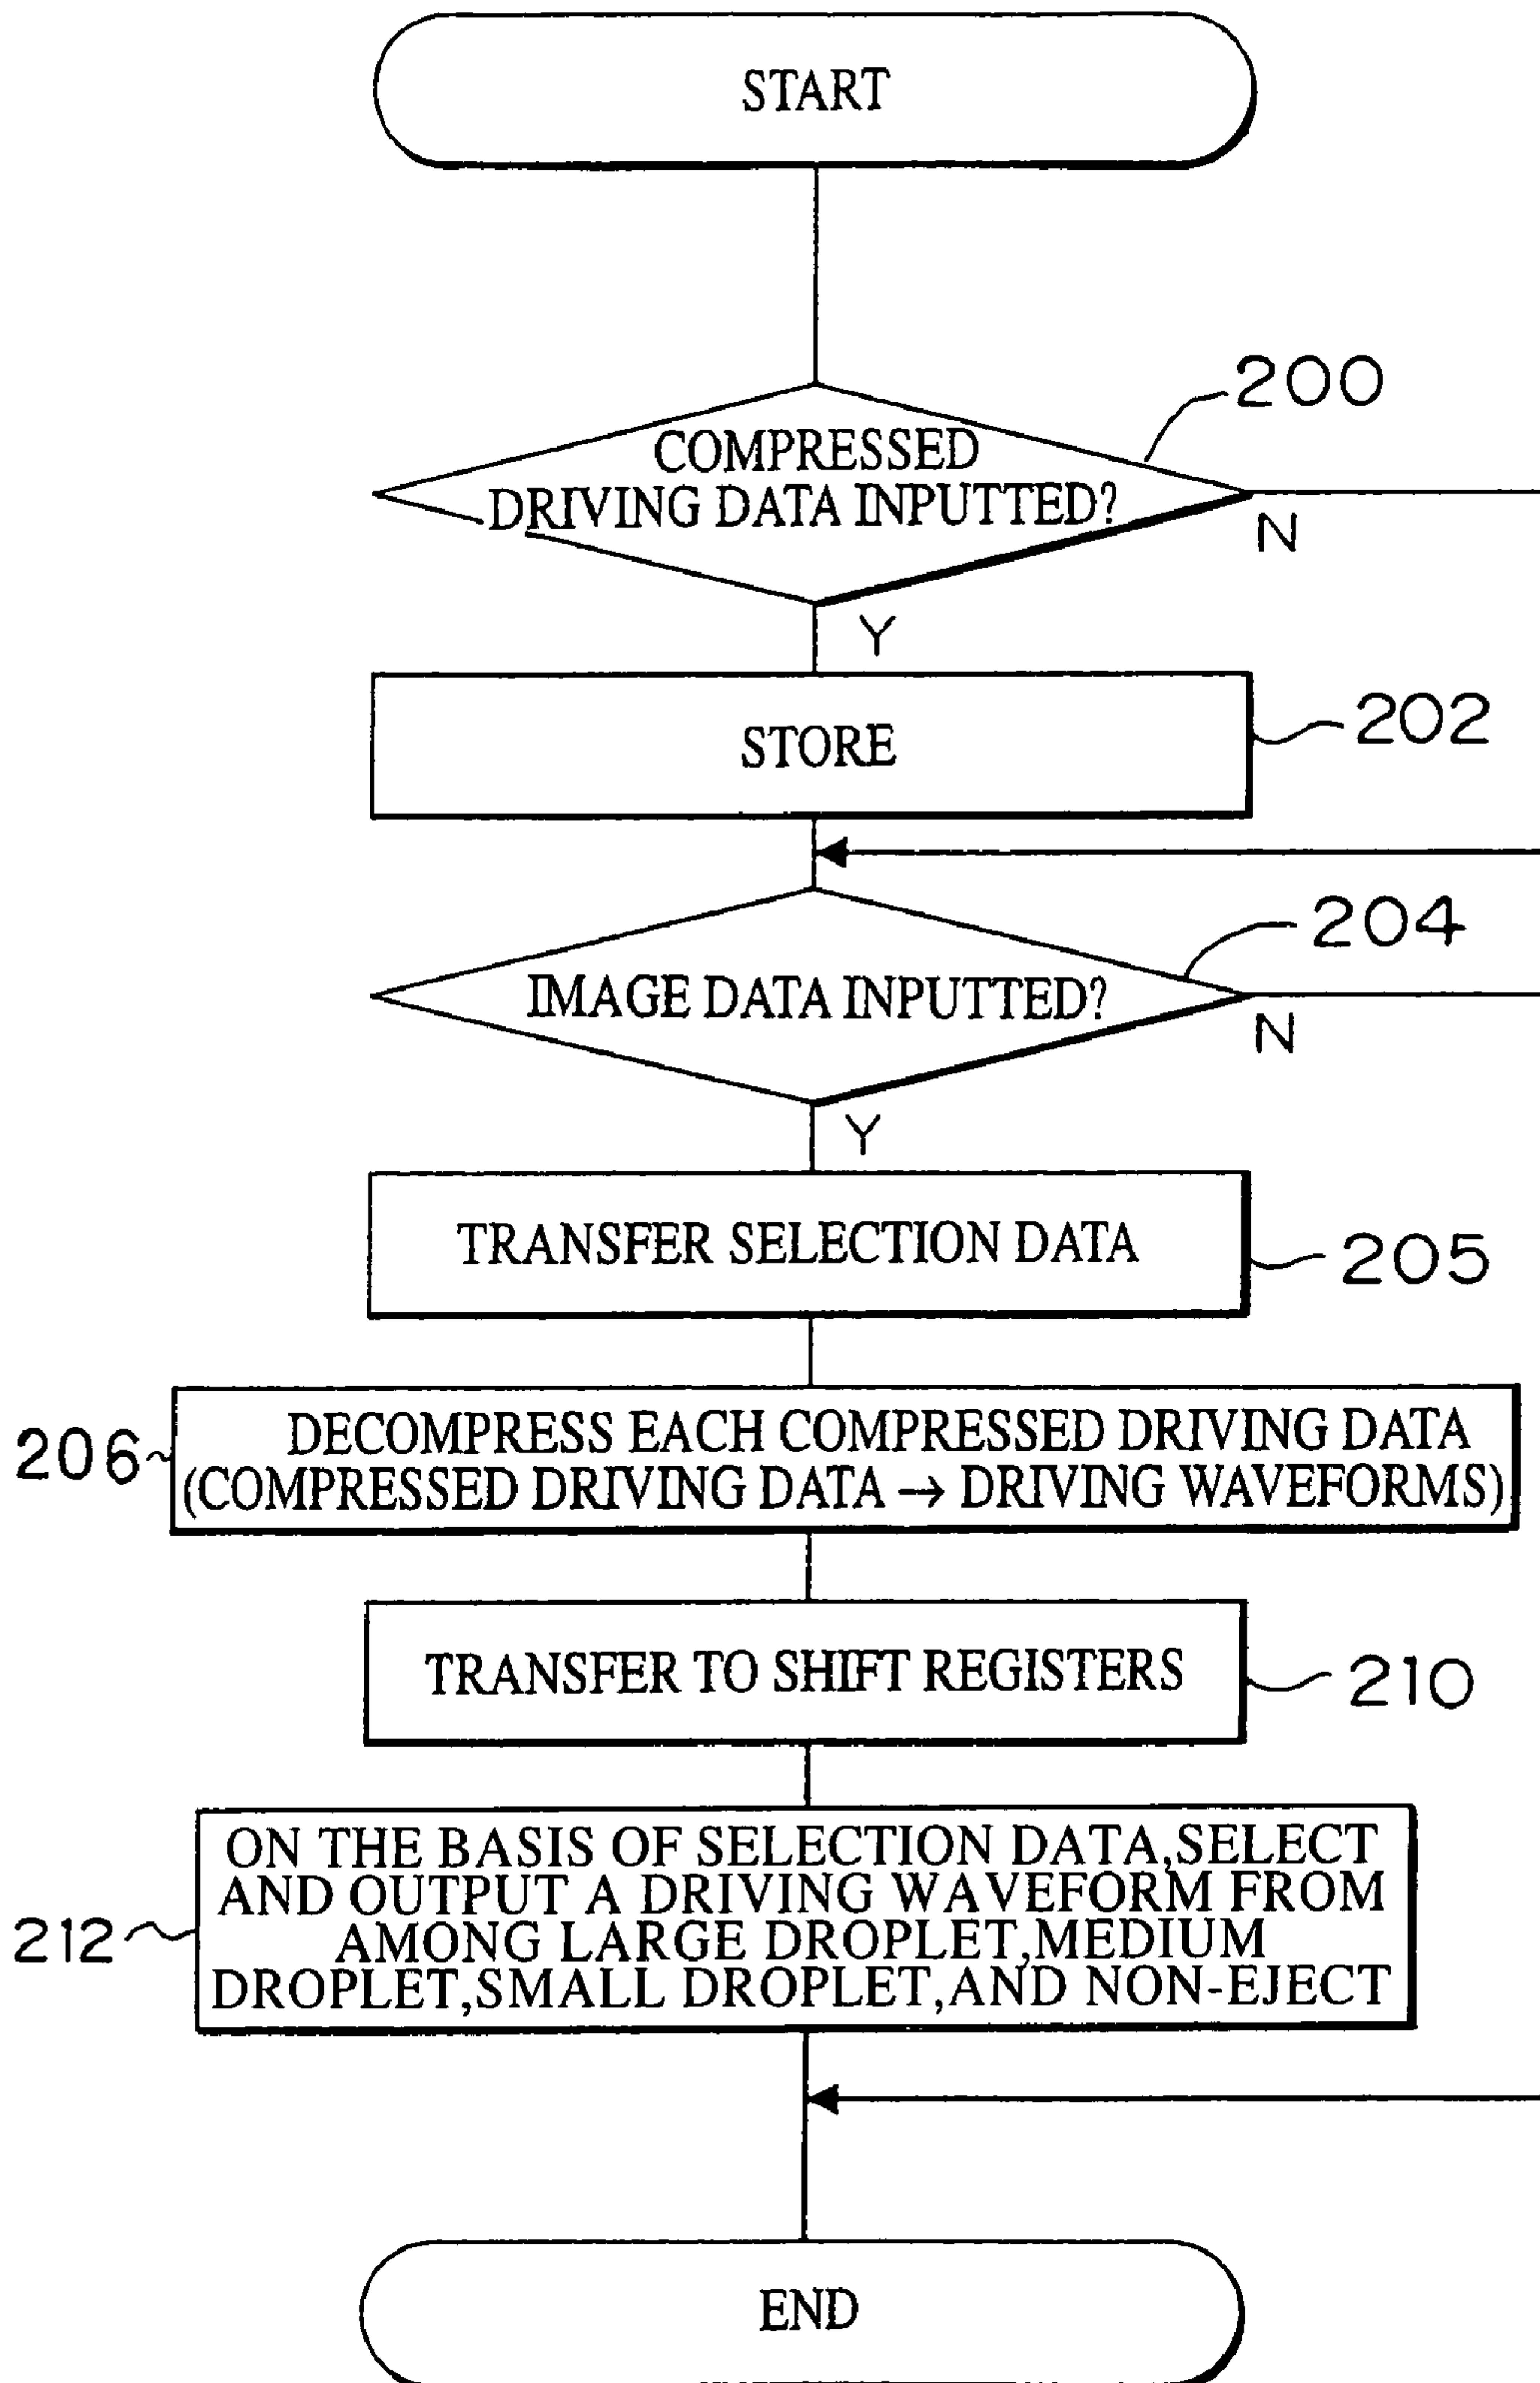 START
200
COMPRESSED
DRIVING DATA INPUTTED?
N
Y
STORE
202
204
IMAGE DATA INPUTTED?
N
Y
TRANSFER SELECTION DATA
205
206
DECOMPRESS EACH COMPRESSED DRIVING DATA
(COMPRESSED DRIVING DATA → DRIVING WAVEFORMS)
TRANSFER TO SHIFT REGISTERS
210
212
ON THE BASIS OF SELECTION DATA,SELECT
AND OUTPUT A DRIVING WAVEFORM FROM
AMONG LARGE DROPLET,MEDIUM
DROPLET,SMALL DROPLET,AND NON-EJECT
END